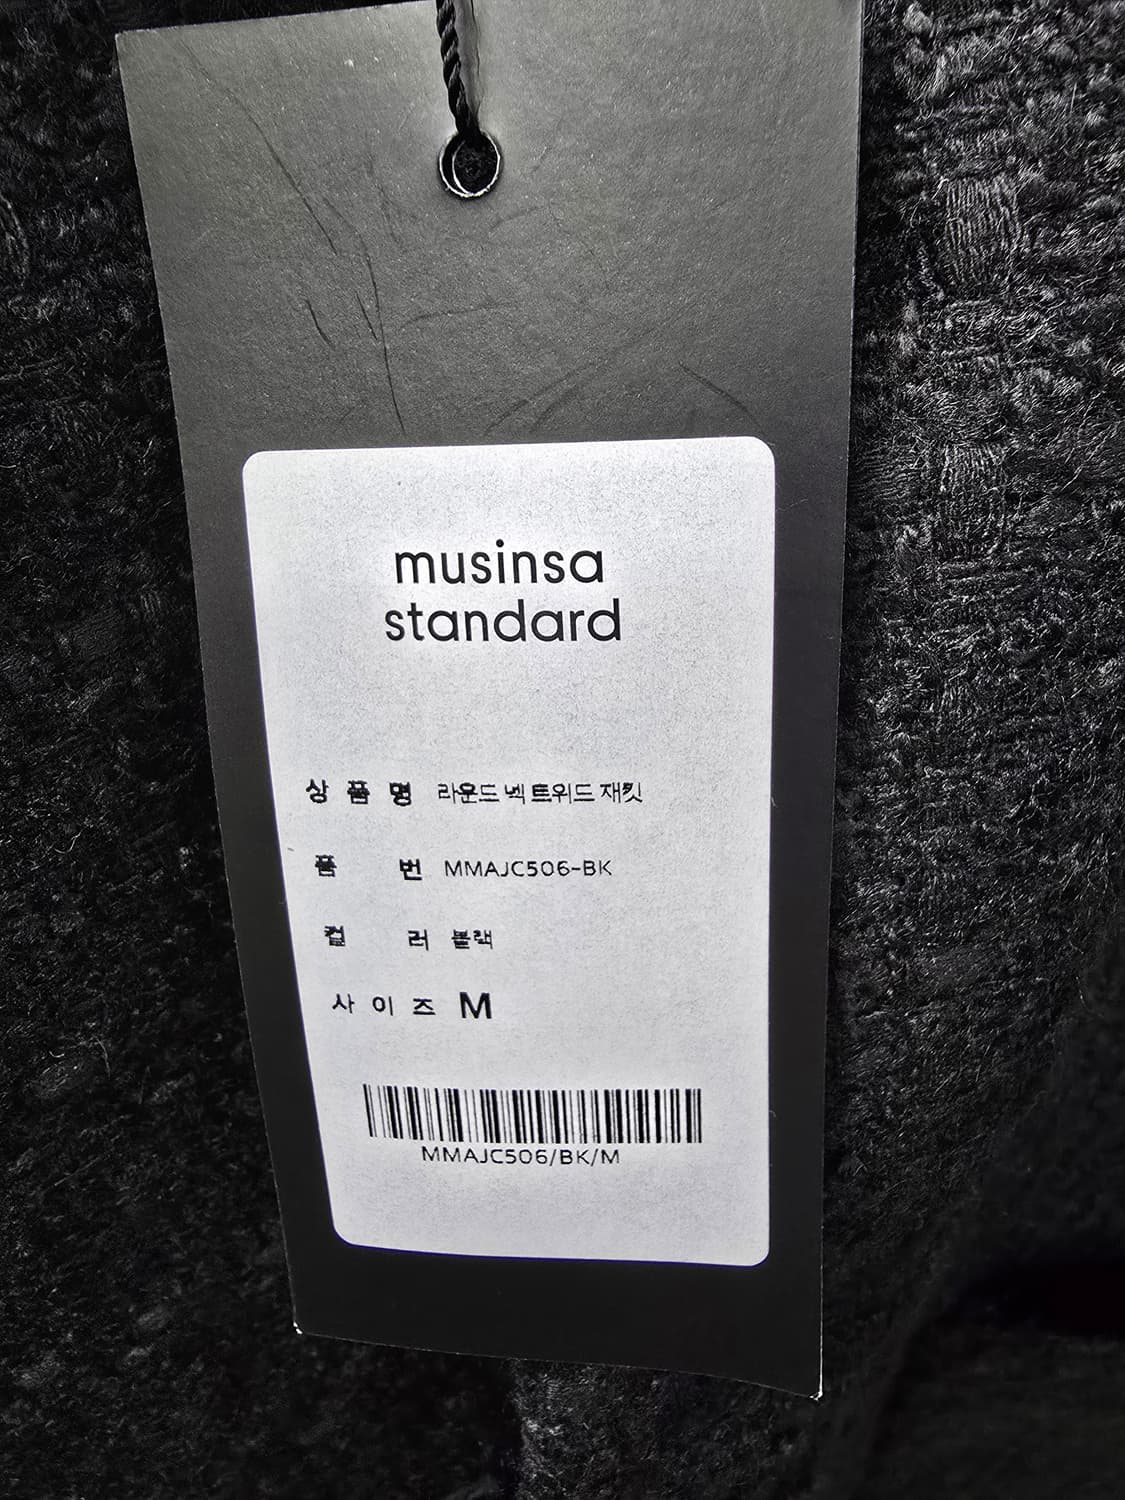 musinsa
standard
상 품 명 라운드 넥 트위드 재킷
품 번 MMAJC506-BK
컬 러 블랙
사 이 즈 M
MMAJC506/BK/M